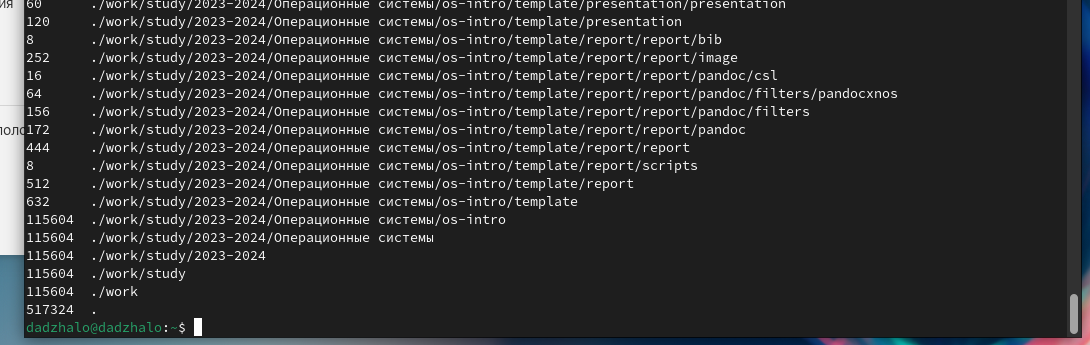 ия
поло
60 ./work/study/2023-2024/Операционные системы/os-intro/template/presentation/presentation
120 ./work/study/2023-2024/Операционные системы/os-intro/template/presentation
8 ./work/study/2023-2024/Операционные системы/os-intro/template/report/report/bib
252 ./work/study/2023-2024/Операционные системы/os-intro/template/report/report/image
16 ./work/study/2023-2024/Операционные системы/os-intro/template/report/report/pandoc/csl
64 ./work/study/2023-2024/Операционные системы/os-intro/template/report/report/pandoc/filters/pandocxnos
156 ./work/study/2023-2024/Операционные системы/os-intro/template/report/report/pandoc/filters
172 ./work/study/2023-2024/Операционные системы/os-intro/template/report/report/pandoc
444 ./work/study/2023-2024/Операционные системы/os-intro/template/report/report
8 ./work/study/2023-2024/Операционные системы/os-intro/template/report/scripts
512 ./work/study/2023-2024/Операционные системы/os-intro/template/report
632 ./work/study/2023-2024/Операционные системы/os-intro/template
115604 ./work/study/2023-2024/Операционные системы/os-intro
115604 ./work/study/2023-2024/Операционные системы
115604 ./work/study/2023-2024
115604 ./work/study
115604 ./work
517324 .
dadzhalo@dadzhalo:~$